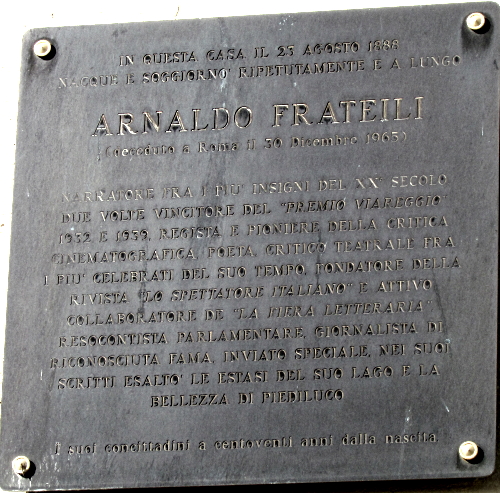 IN QUESTA CASA IL 23 AGOSTO 1888
NACQUE E SOGGIORNO' RIPETUTAMENTE E A LUNGO
ARNALDO FRATEILI
(deceduto a Roma il 30 Dicembre 1965)
NARRATORE FRA I PIU' INSIGNI DEL XX° SECOLO
DUE VOLTE VINCITORE DEL "PREMIO VIAREGGIO"
1932 E 1939, REGISTA E PIONIERE DELLA CRITICA
CINEMATOGRAFICA, POETA, CRITICO TEATRALE FRA
I PIU' CELEBRATI DEL SUO TEMPO, FONDATORE DELLA
RIVISTA "LO SPETTATORE ITALIANO" E ATTIVO
COLLABORATORE DE "LA FIERA LETTERARIA"
RESOCONTISTA PARLAMENTARE, GIORNALISTA DI
RICONOSCIUTA FAMA, INVIATO SPECIALE, NEI SUOI
SCRITTI ESALTO' LE ESTASI DEL SUO LAGO E LA
BELLEZZA DI PIEDILUCO
I suoi concittadini a centoventi anni dalla nascita.